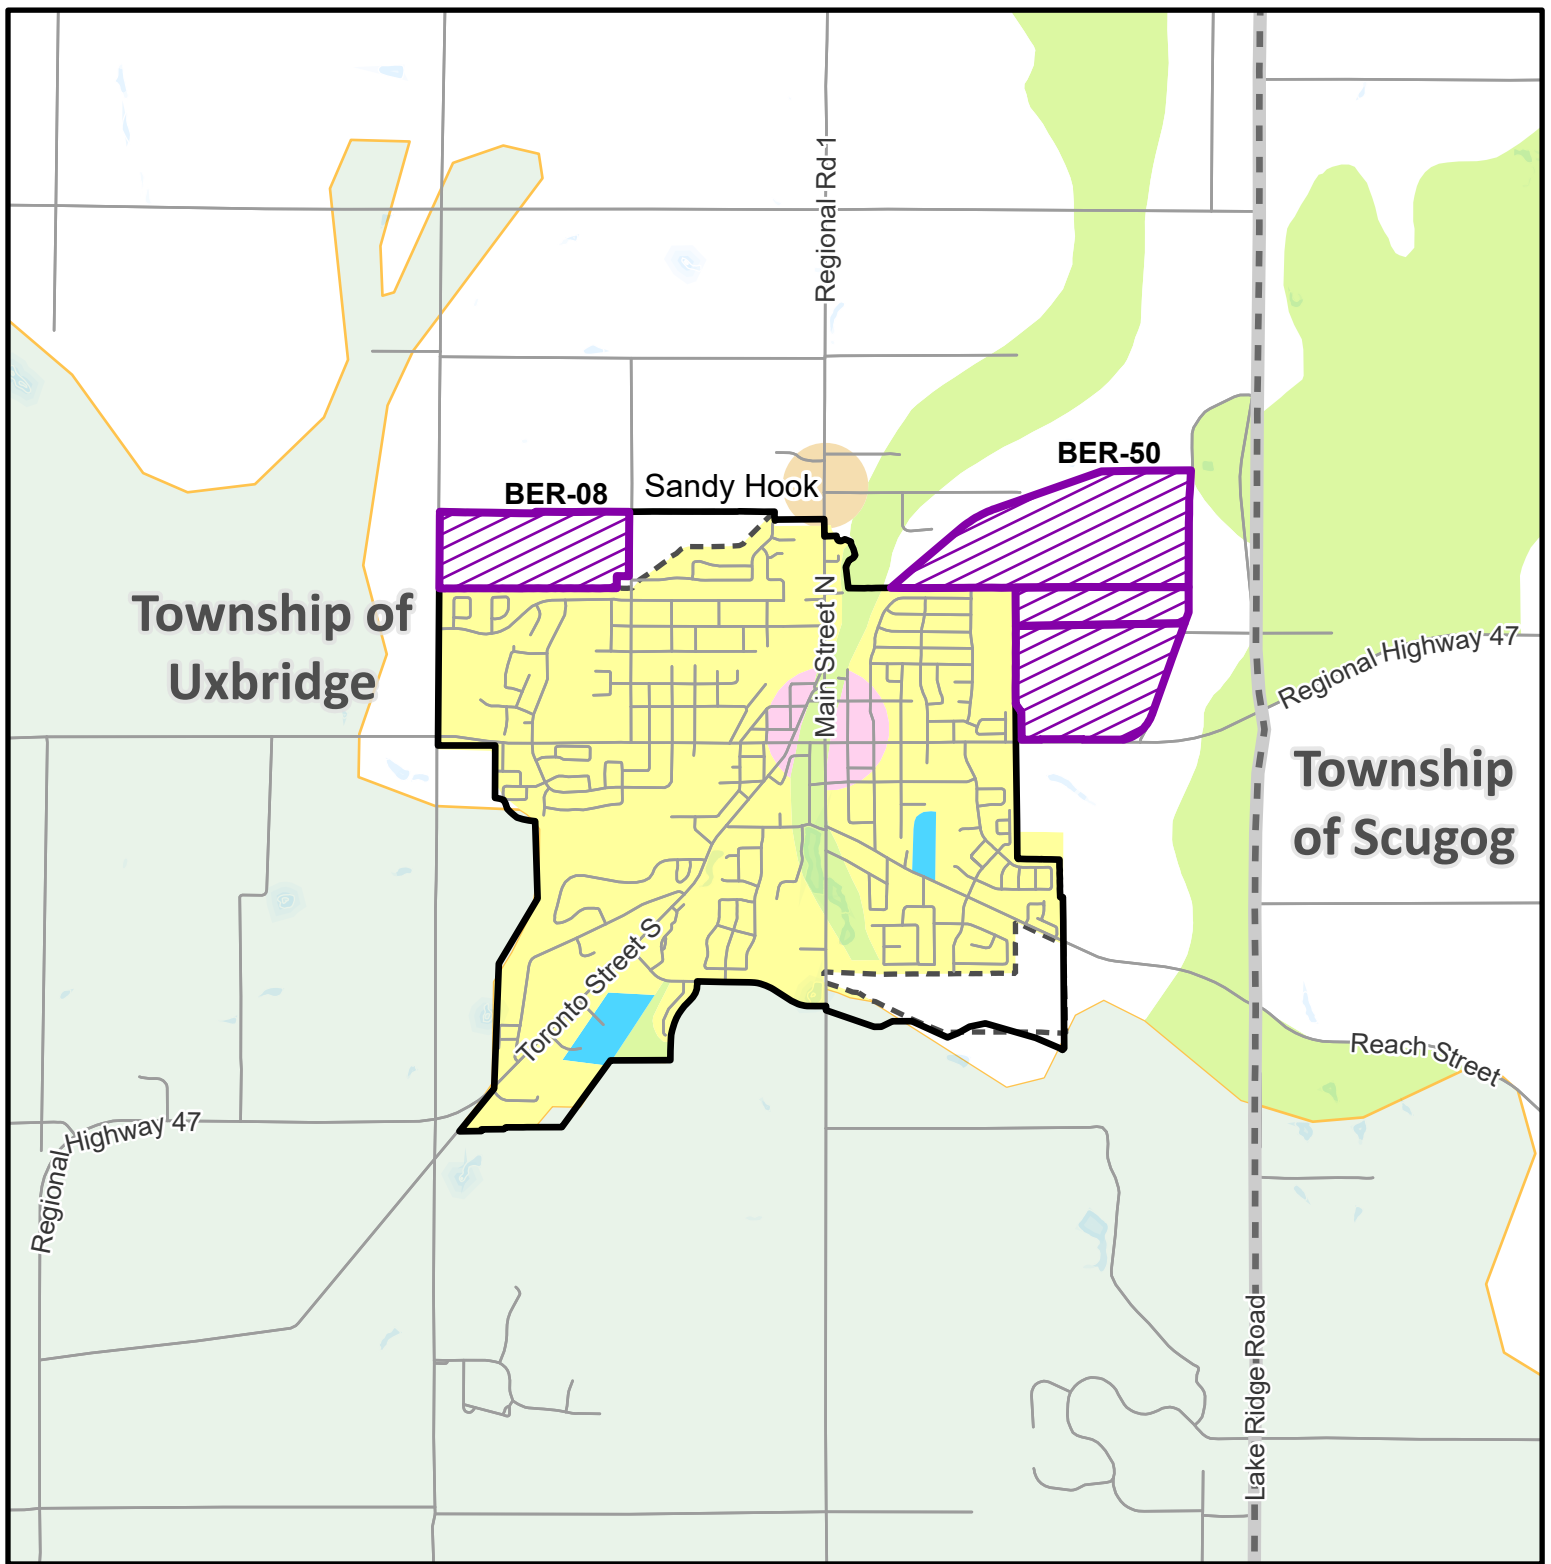 Regional Rd 1
BER-50
BER-08
Sandy Hook
Township of
Uxbridge
Main Street N
Regional Highway 47
Township
of Scugog
Toronto Street S
Reach Street
Regional Highway 47
Lake Ridge Road